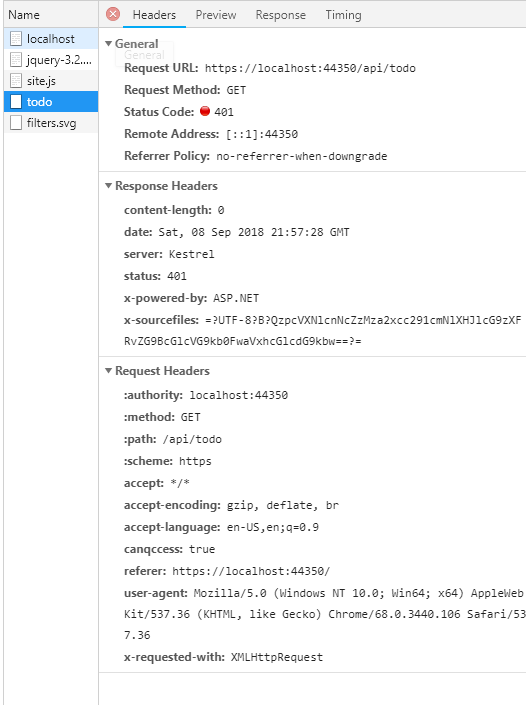 Name
Headers Preview Response Timing
localhost
jquery-3.2....
site.js
todo
filters.svg
General
General
Request URL: https://localhost:44350/api/todo
Request Method: GET
Status Code: 401
Remote Address: [::1]:44350
Referrer Policy: no-referrer-when-downgrade
Response Headers
content-length: 0
date: Sat, 08 Sep 2018 21:57:28 GMT
server: Kestrel
status: 401
x-powered-by: ASP.NET
x-sourcefiles: =?UTF-8?B?QzpcVXNlcnNcZzMza2xcc291cmNlXHJlcG9zXF
RvZG9BcGlcVG9kb0FwaVxhcGlcdG9kbw==?=
Request Headers
:authority: localhost:44350
:method: GET
:path: /api/todo
:scheme: https
accept: */*
accept-encoding: gzip, deflate, br
accept-language: en-US,en;q=0.9
canqccess: true
referer: https://localhost:44350/
user-agent: Mozilla/5.0 (Windows NT 10.0; Win64; x64) AppleWeb
Kit/537.36 (KHTML, like Gecko) Chrome/68.0.3440.106 Safari/53
7.36
x-requested-with: XMLHttpRequest